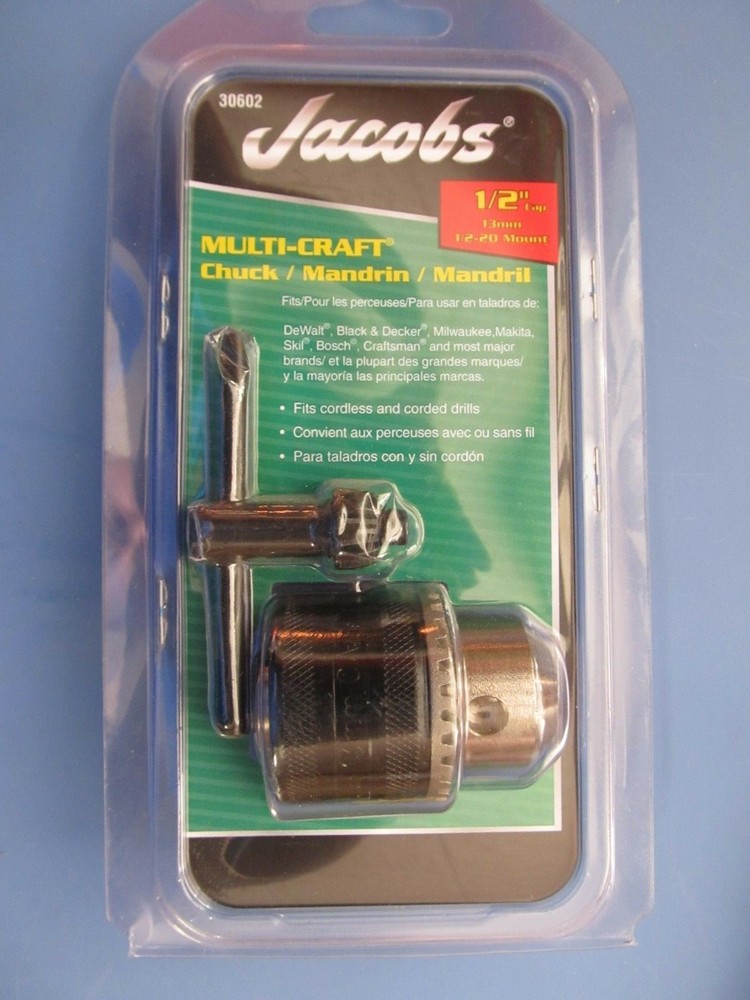 30602
Jacobs®
1/2" Cap
13mm
1/2-20 Mount
MULTI-CRAFT®
Chuck / Mandrin / Mandril
Fits/Pour les perceuses/Para usar en taladros de:
DeWalt®, Black & Decker®, Milwaukee,Makita,
Skil®, Bosch®, Craftsman® and most major
brands/ et la plupart des grandes marques/
y la mayoría las principales marcas.
• Fits cordless and corded drills
• Convient aux perceuses avec ou sans fil
• Para taladros con y sin cordón